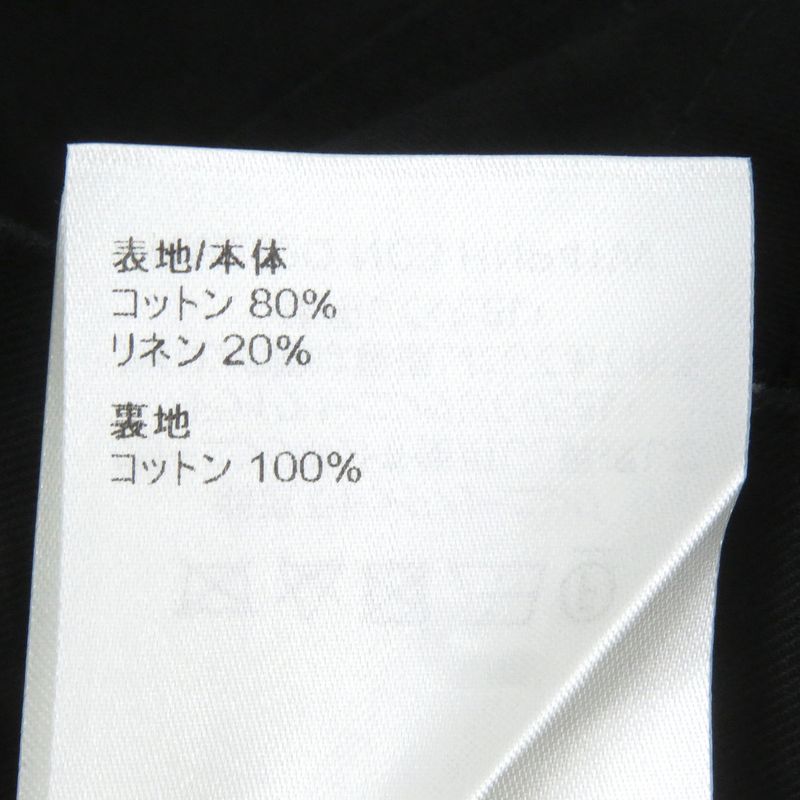 表地/本体
コットン 80%
リネン 20%
裏地
コットン 100%